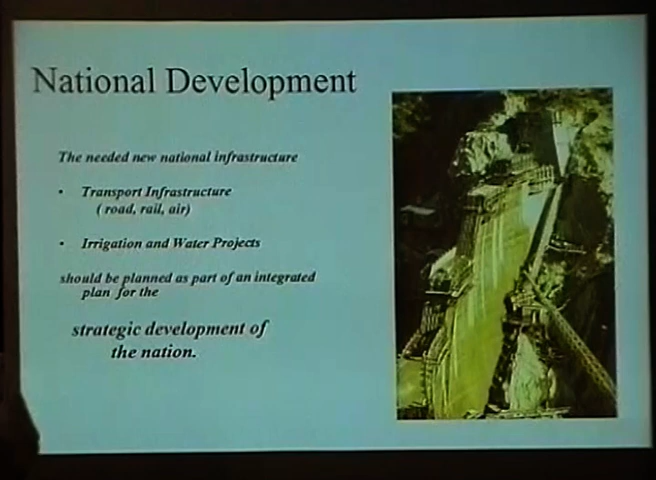 National Development
The needed new national infrastructure
• Transport Infrastructure
( road, rail, air)
• Irrigation and Water Projects
should be planned as part of an integrated
plan for the
strategic development of
the nation.